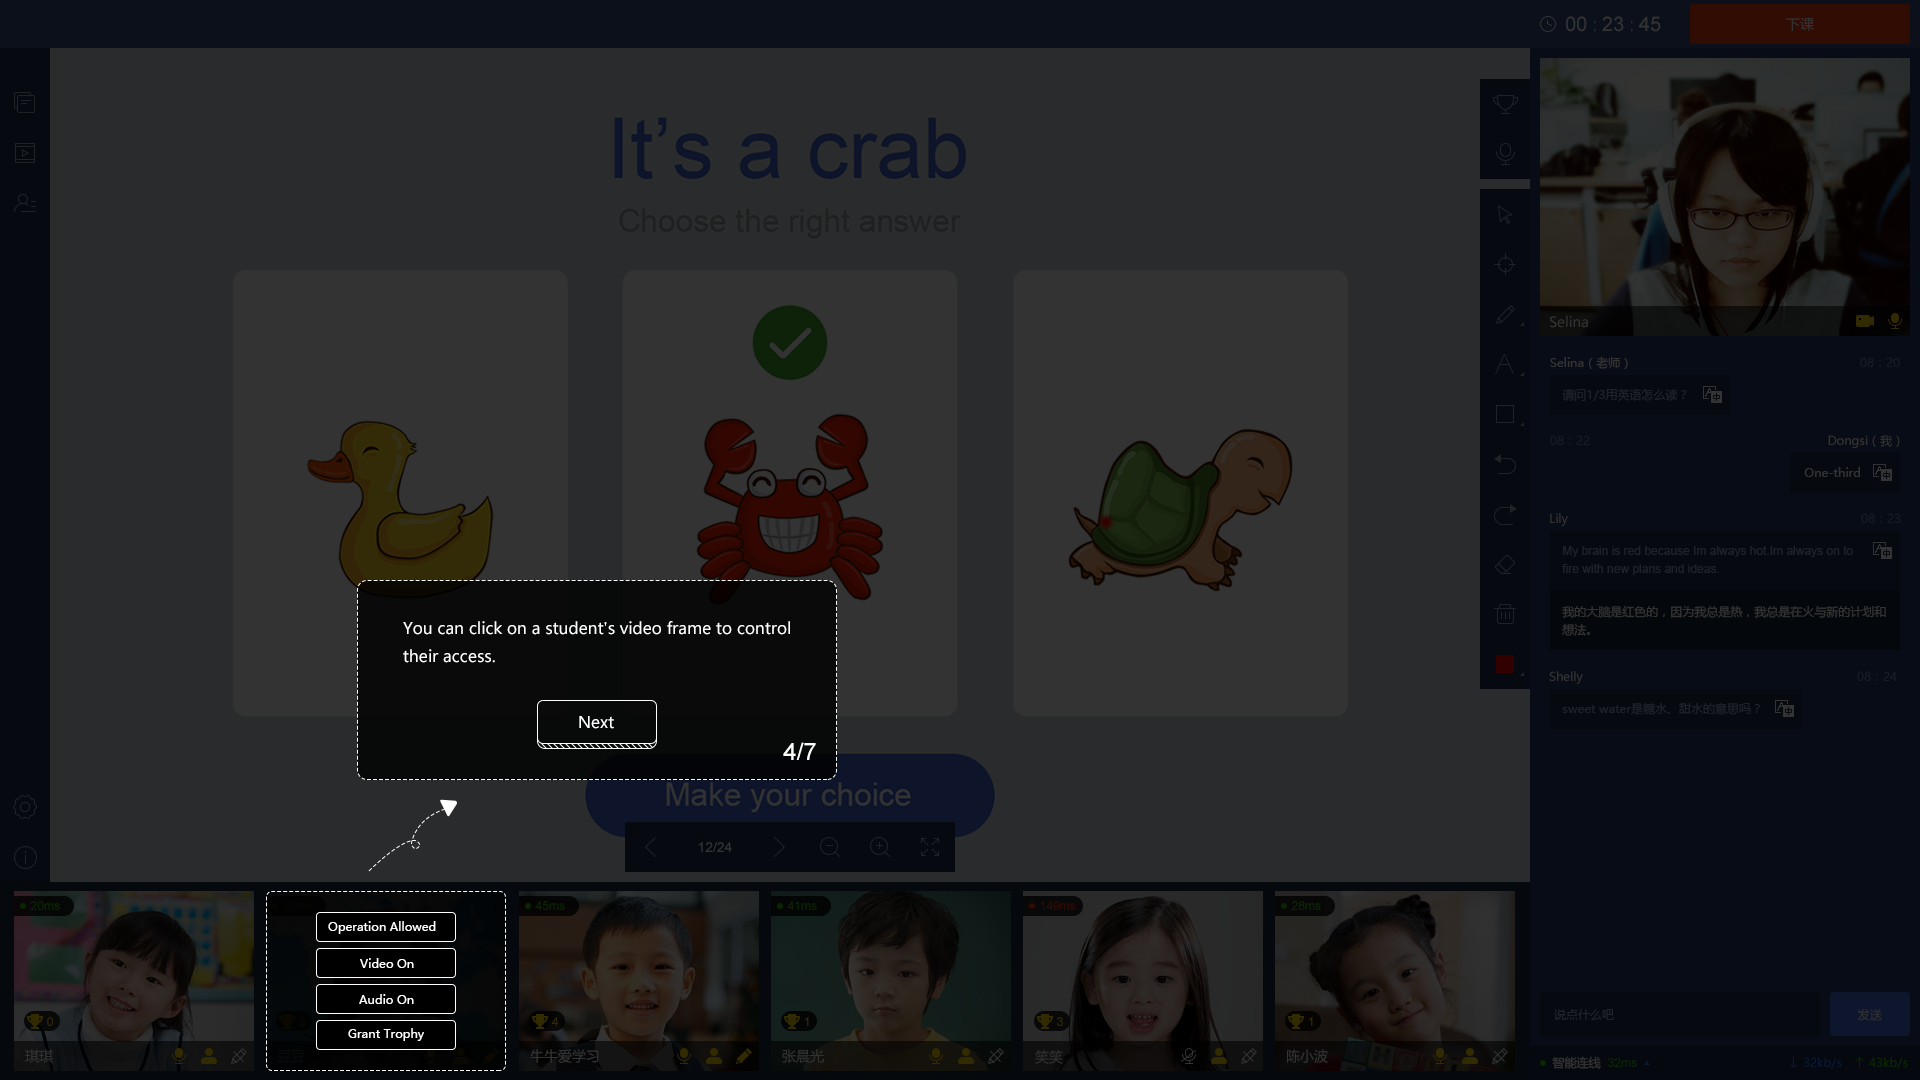 00 : 23 : 45
下课
It's a crab
Choose the right answer
You can click on a student's video frame to control
their access.
Next
4/7
Make your choice
12/24
Selina
Selina ( 老师 )
08 : 20
请问1/3用英语怎么读？
08 : 22
Dongsi ( 我 )
One-third
Lily
08 : 23
My brain is red because Im always hot.Im always on to
fire with new plans and ideas.
我的大脑是红色的，因为我总是热，我总是在火与新的计划和
想法。
Shelly
08 : 24
sweet water是糖水、甜水的意思吗？
说点什么吧
发送
智能连线 32ms
↓ 32kb/s
↑ 43kb/s
20ms
0
琪琪
Operation Allowed
Video On
Audio On
Grant Trophy
45ms
4
牛牛爱学习
41ms
1
张晨光
149ms
3
笑笑
28ms
1
陈小波